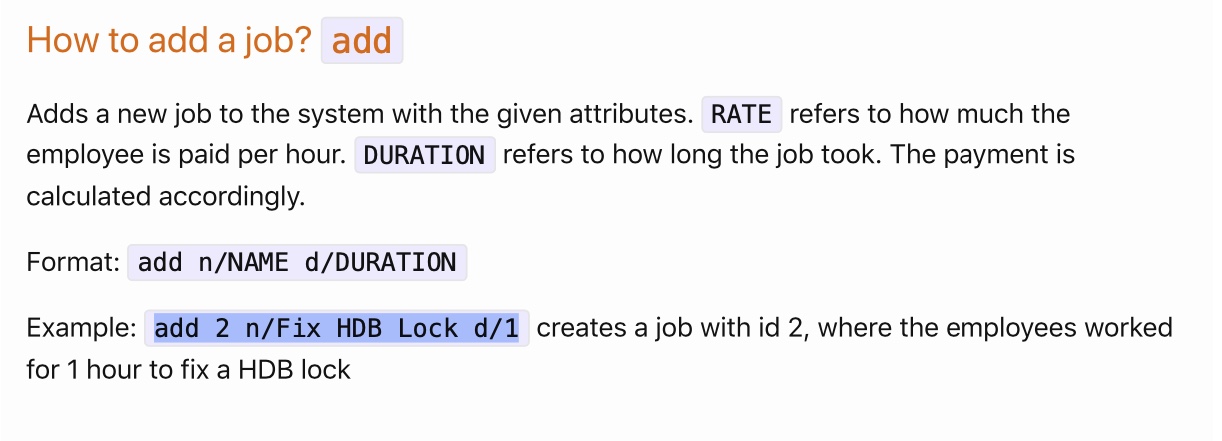 How to add a job? add
Adds a new job to the system with the given attributes. RATE refers to how much the
employee is paid per hour. DURATION refers to how long the job took. The payment is
calculated accordingly.
Format: add n/NAME d/DURATION
Example: add 2 n/Fix HDB Lock d/1 creates a job with id 2, where the employees worked
for 1 hour to fix a HDB lock